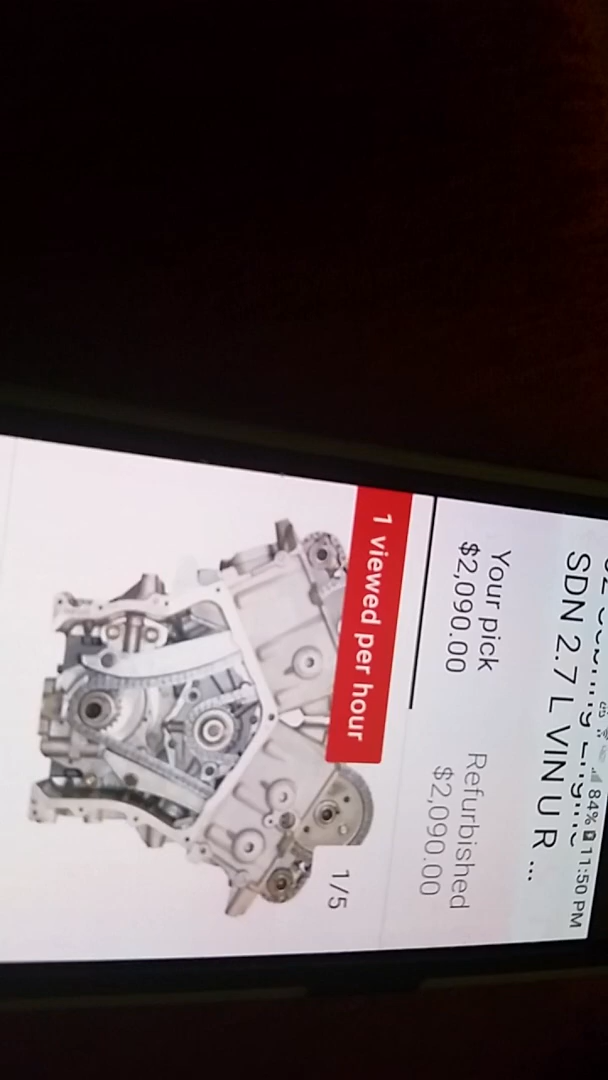 84% 11:50 PM
SDN 2.7 L VIN U R ...
Your pick
$2,090.00
Refurbished
$2,090.00
1 viewed per hour
1/5